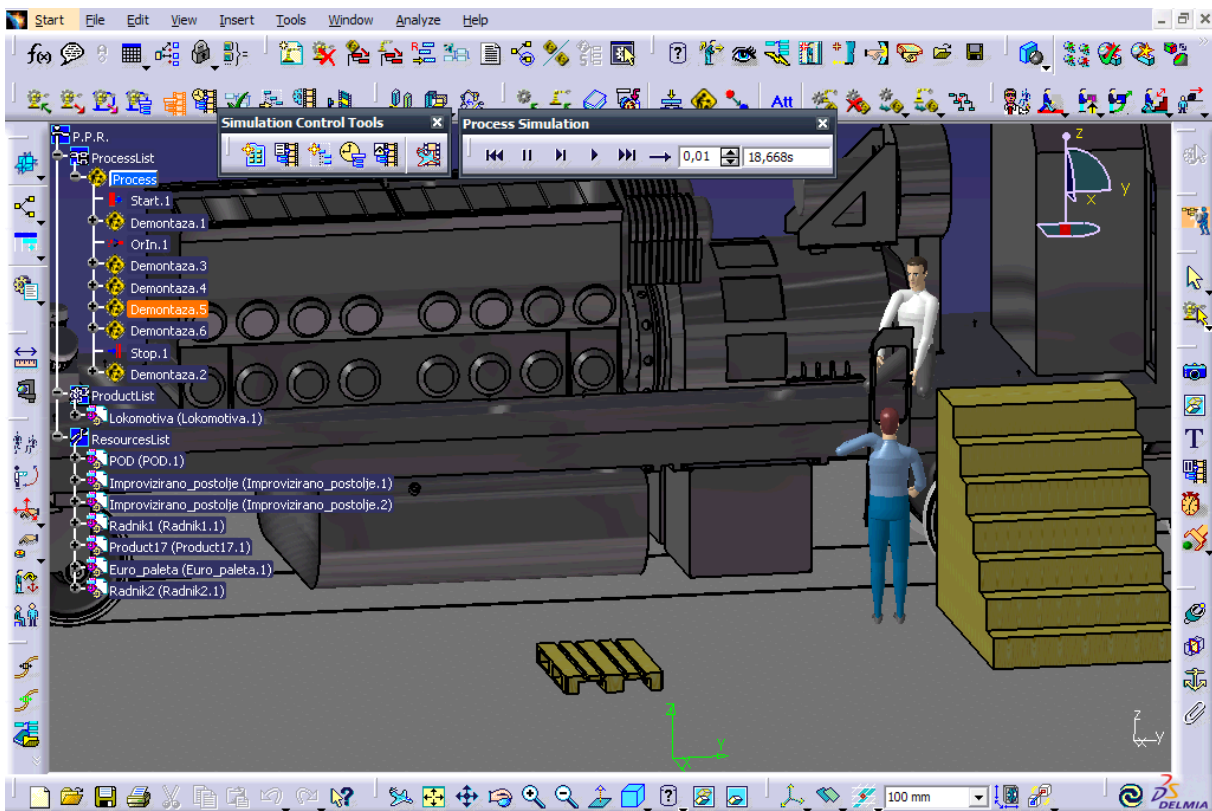 Start File Edit View Insert Tools Window Analyze Help
f(x)
Att
Simulation Control Tools
Process Simulation
0,01 18,668s
P.P.R.
ProcessList
Process
Start.1
Demontaza.1
OrIn.1
Demontaza.3
Demontaza.4
Demontaza.5
Demontaza.6
Stop.1
Demontaza.2
ProductList
Lokomotiva (Lokomotiva.1)
ResourcesList
POD (POD.1)
Improvizirano_postolje (Improvizirano_postolje.1)
Improvizirano_postolje (Improvizirano_postolje.2)
Radnik1 (Radnik1.1)
Product17 (Product17.1)
Euro_paleta (Euro_paleta.1)
Radnik2 (Radnik2.1)
z
y
x
z
Y
x
Z
Y
x
T
100 mm
DS DELMIA